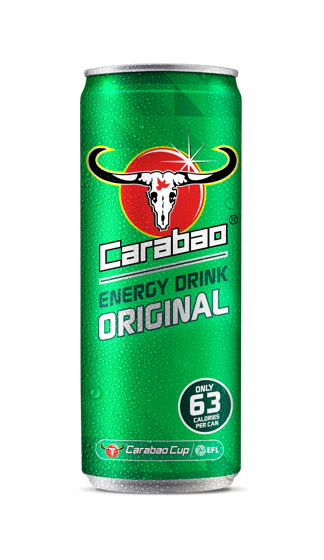 Carabao®
ENERGY DRINK
ORIGINAL
ONLY
63
CALORIES
PER CAN
Carabao Cup | EFL